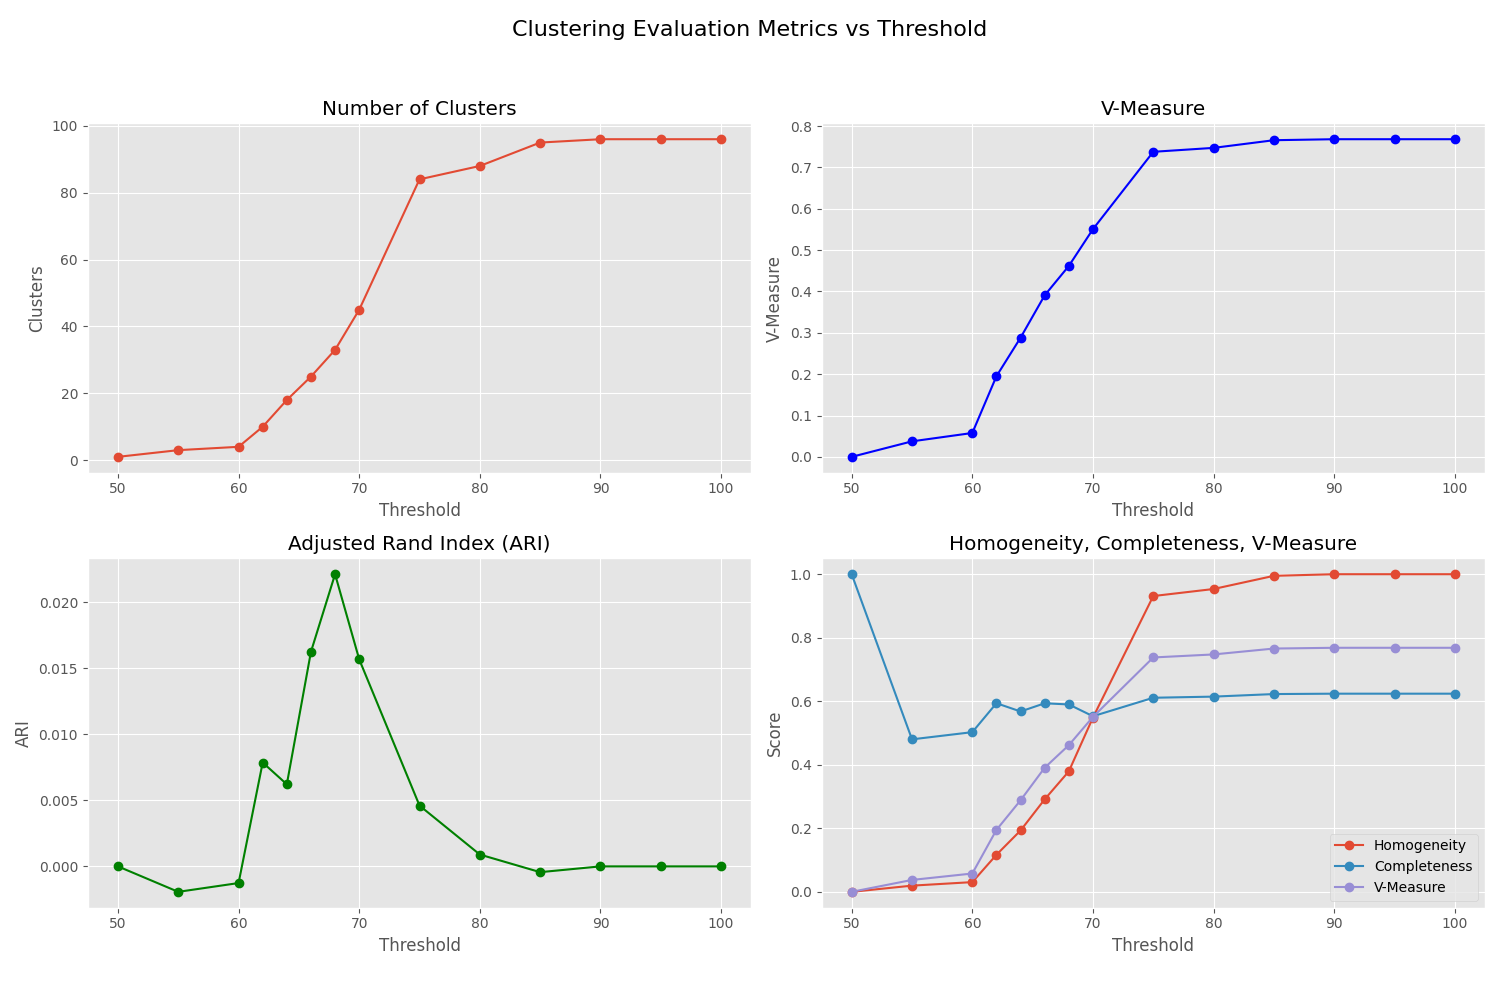 Clustering Evaluation Metrics vs Threshold
Number of Clusters
100
80
60
40
20
0
Clusters
50 60 70 80 90 100
Threshold
V-Measure
0.8
0.7
0.6
0.5
0.4
0.3
0.2
0.1
0.0
V-Measure
50 60 70 80 90 100
Threshold
Adjusted Rand Index (ARI)
0.020
0.015
0.010
0.005
0.000
ARI
50 60 70 80 90 100
Threshold
Homogeneity, Completeness, V-Measure
1.0
0.8
0.6
0.4
0.2
0.0
Score
Homogeneity
Completeness
V-Measure
50 60 70 80 90 100
Threshold